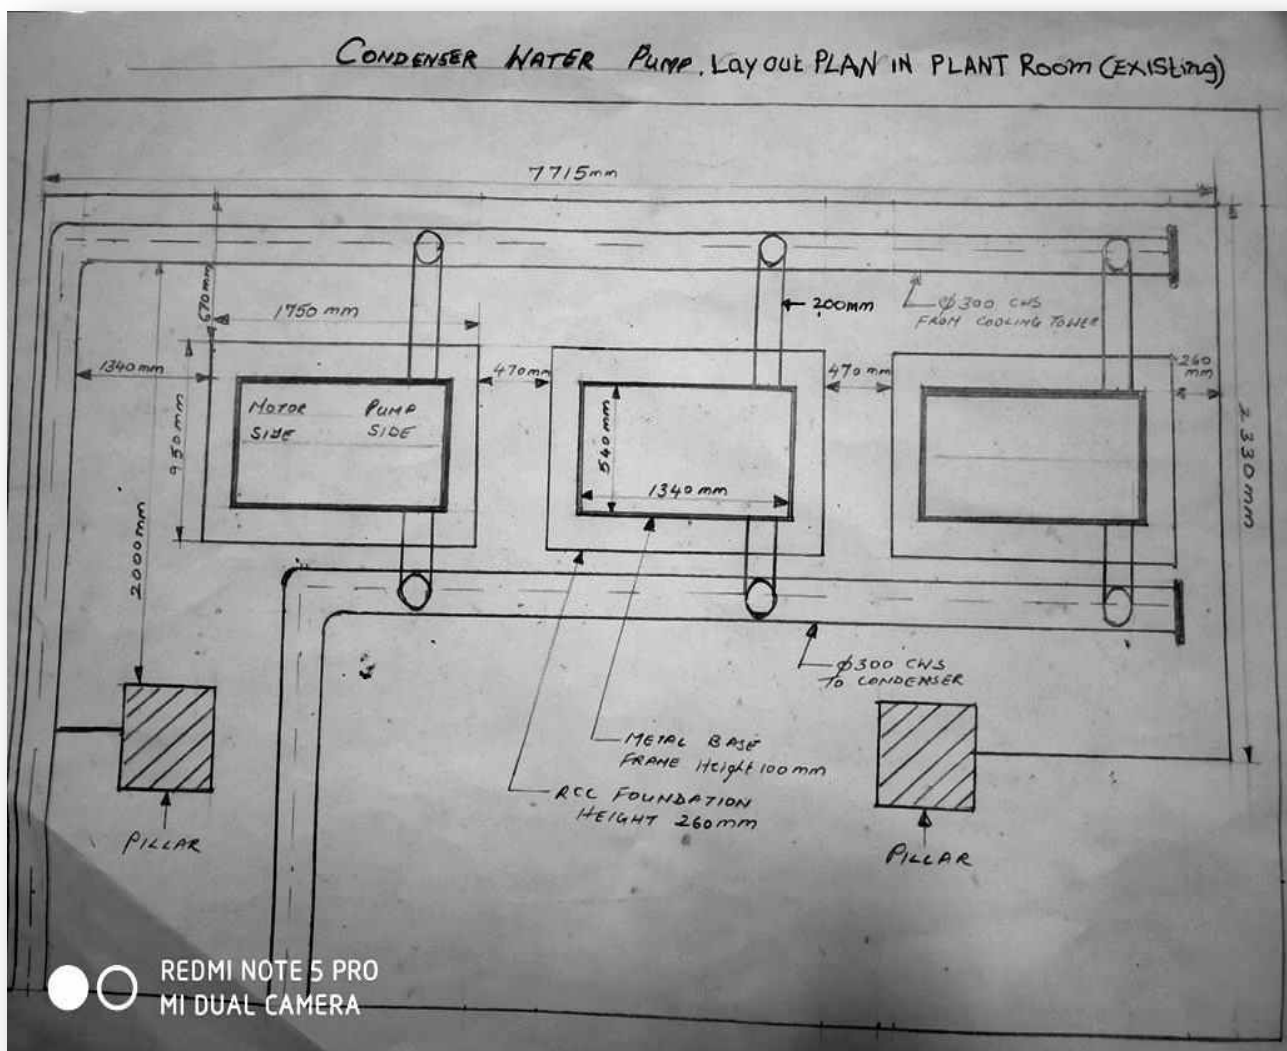 CONDENSER WATER PUMP. Layout PLAN IN PLANT Room (EXISting)
7715mm
670mm
1750 mm
200mm
φ300 CWS
FROM COOLING TOWER
1340mm
470mm
470mm
260
mm
MOTOR PUMP
SIDE SIDE
950mm
540mm
1340mm
2330mm
2000mm
φ300 CWS
TO CONDENSER
METAL BASE
FRAME Height 100mm
RCC FOUNDATION
HEIGHT 260mm
PILLAR
PILLAR
REDMI NOTE 5 PRO
MI DUAL CAMERA